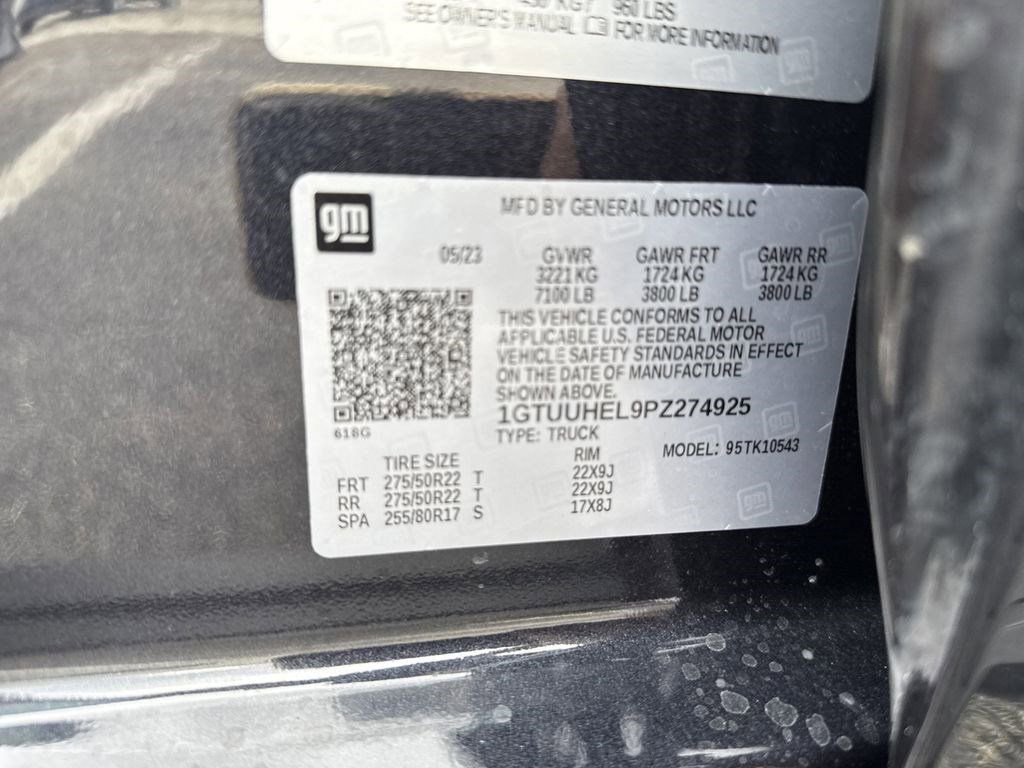 960 LBS
SEE OWNER'S MANUAL FOR MORE INFORMATION
gm
MFD BY GENERAL MOTORS LLC
05/23 GVWR GAWR FRT GAWR RR
3221 KG 1724 KG 1724 KG
7100 LB 3800 LB 3800 LB
THIS VEHICLE CONFORMS TO ALL
APPLICABLE U.S. FEDERAL MOTOR
VEHICLE SAFETY STANDARDS IN EFFECT
ON THE DATE OF MANUFACTURE
SHOWN ABOVE.
1GTUUHEL9PZ274925
618G
TYPE: TRUCK
MODEL: 95TK10543
TIRE SIZE RIM
FRT 275/50R22 T 22X9J
RR 275/50R22 T 22X9J
SPA 255/80R17 S 17X8J